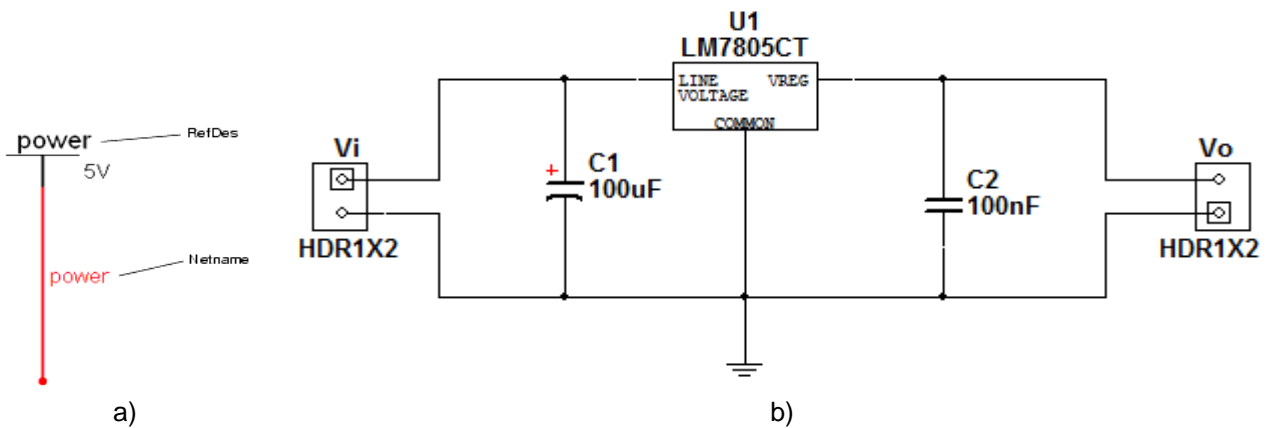 power
RefDes
5V
power
Netname
a)
U1
LM7805CT
LINE VREG
VOLTAGE
COMMON
Vi
HDR1X2
+
C1
100uF
C2
100nF
Vo
HDR1X2
b)